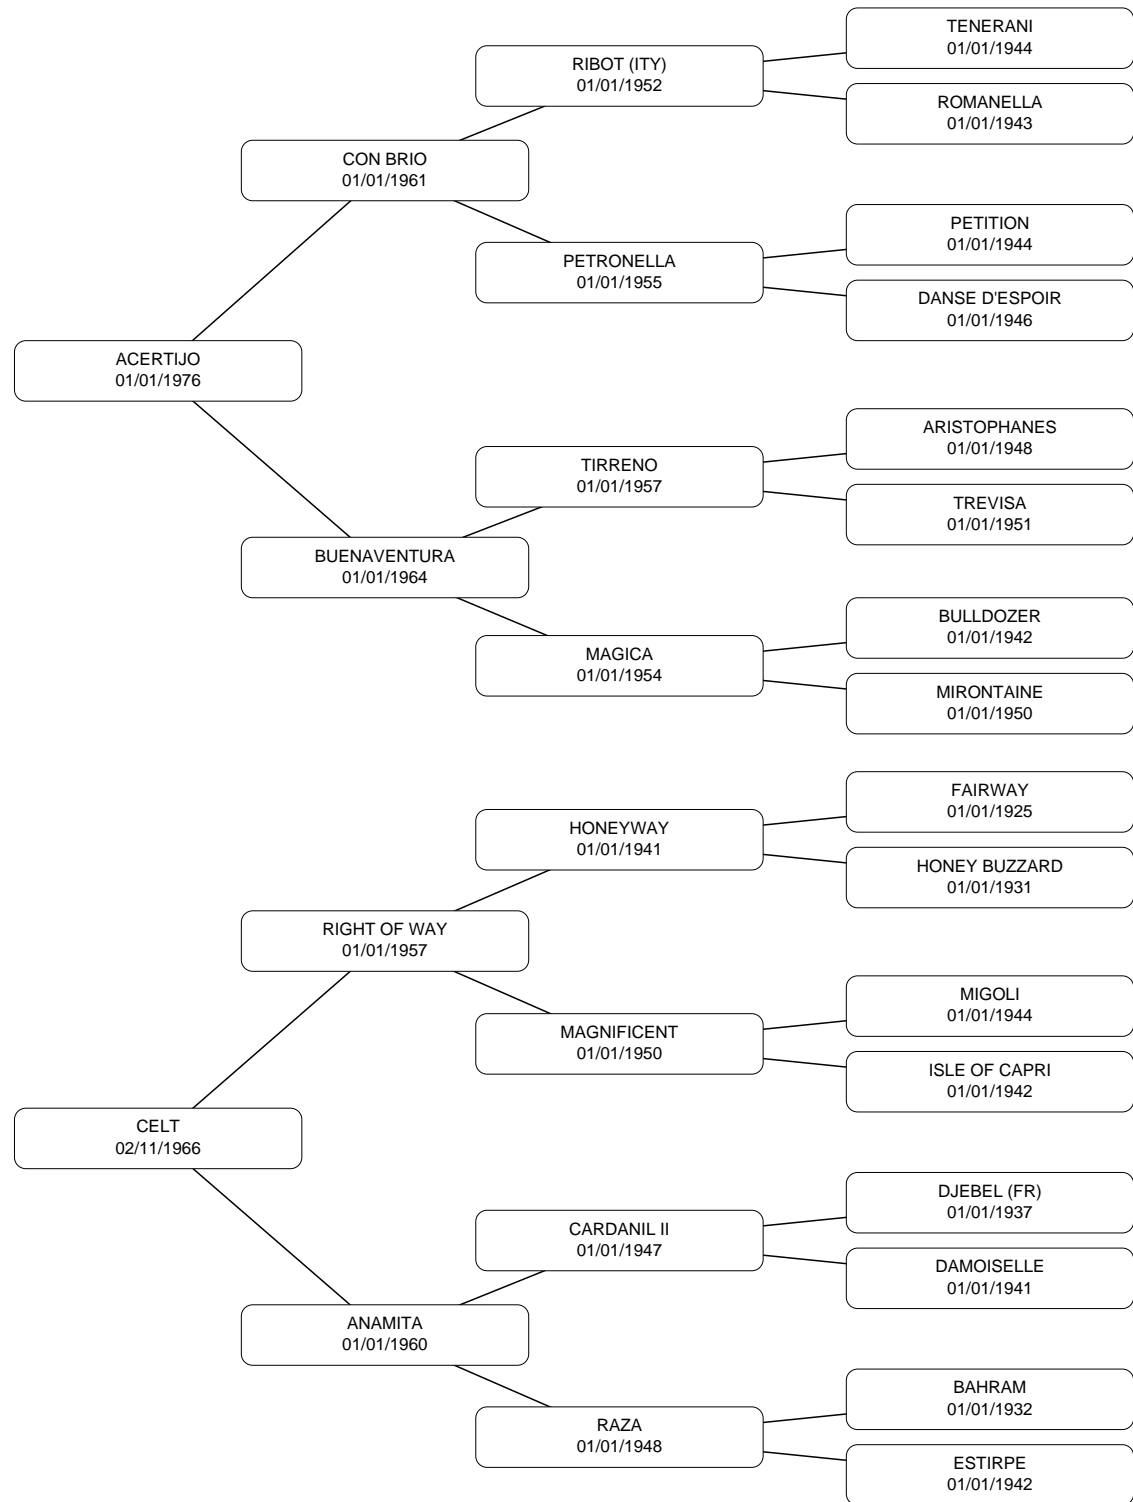 TENERANI
01/01/1944
RIBOT (ITY)
01/01/1952
ROMANELLA
01/01/1943
CON BRIO
01/01/1961
PETITION
01/01/1944
PETRONELLA
01/01/1955
DANSE D'ESPOIR
01/01/1946
ACERTIJO
01/01/1976
ARISTOPHANES
01/01/1948
TIRRENO
01/01/1957
TREVISA
01/01/1951
BUENAVENTURA
01/01/1964
BULLDOZER
01/01/1942
MAGICA
01/01/1954
MIRONTAINE
01/01/1950
FAIRWAY
01/01/1925
HONEYWAY
01/01/1941
HONEY BUZZARD
01/01/1931
RIGHT OF WAY
01/01/1957
MIGOLI
01/01/1944
MAGNIFICENT
01/01/1950
ISLE OF CAPRI
01/01/1942
CELT
02/11/1966
DJEBEL (FR)
01/01/1937
CARDANIL II
01/01/1947
DAMOISELLE
01/01/1941
ANAMITA
01/01/1960
BAHRAM
01/01/1932
RAZA
01/01/1948
ESTIRPE
01/01/1942